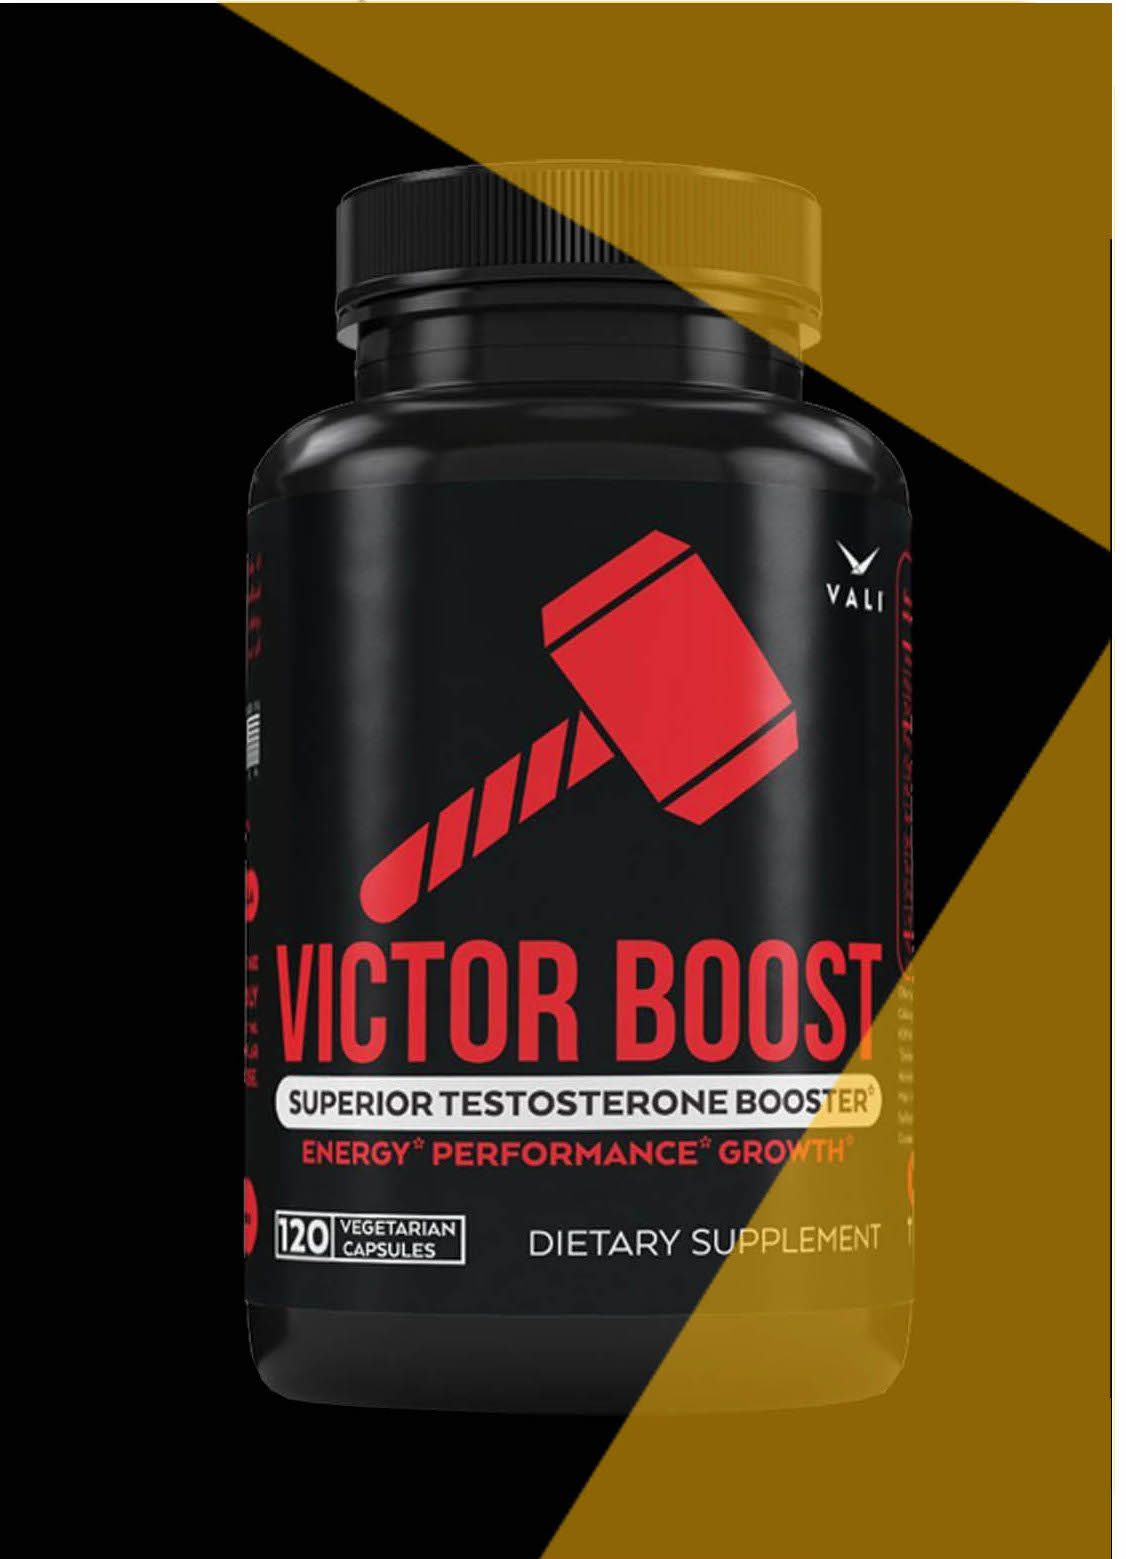 VALI
VICTOR BOOST
SUPERIOR TESTOSTERONE BOOSTER*
ENERGY* PERFORMANCE* GROWTH*
120 VEGETARIAN
CAPSULES
DIETARY SUPPLEMENT